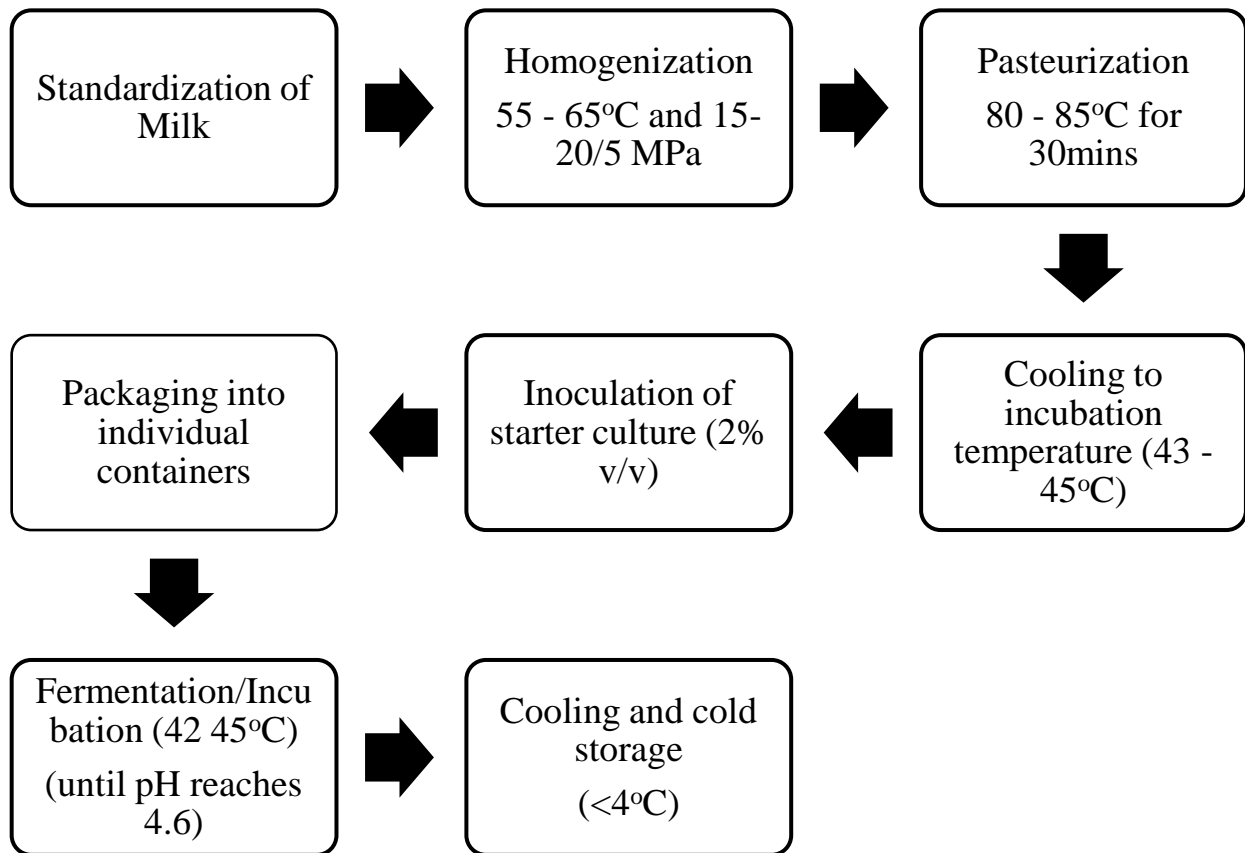 Standardization of
Milk
Homogenization
55 - 65°C and 15-
20/5 MPa
Pasteurization
80 - 85°C for
30mins
Cooling to
incubation
temperature (43 -
45°C)
Inoculation of
starter culture (2%
v/v)
Packaging into
individual
containers
Fermentation/Incu
bation (42 45°C)
(until pH reaches
4.6)
Cooling and cold
storage
(<4°C)